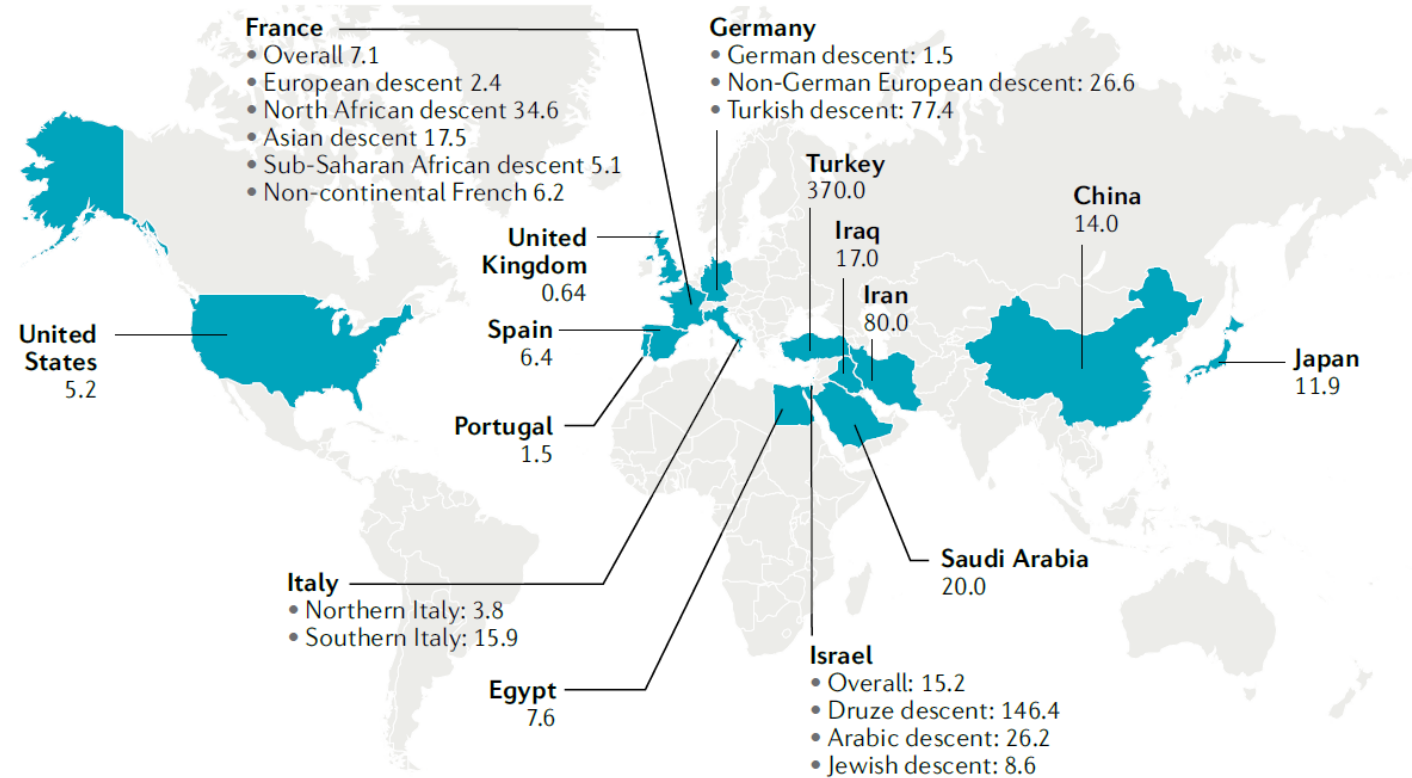 France
• Overall 7.1
• European descent 2.4
• North African descent 34.6
• Asian descent 17.5
• Sub-Saharan African descent 5.1
• Non-continental French 6.2
Germany
• German descent: 1.5
• Non-German European descent: 26.6
• Turkish descent: 77.4
Turkey
370.0
Iraq
17.0
Iran
80.0
China
14.0
Japan
11.9
United
Kingdom
0.64
Spain
6.4
Portugal
1.5
United
States
5.2
Italy
• Northern Italy: 3.8
• Southern Italy: 15.9
Egypt
7.6
Saudi Arabia
20.0
Israel
• Overall: 15.2
• Druze descent: 146.4
• Arabic descent: 26.2
• Jewish descent: 8.6